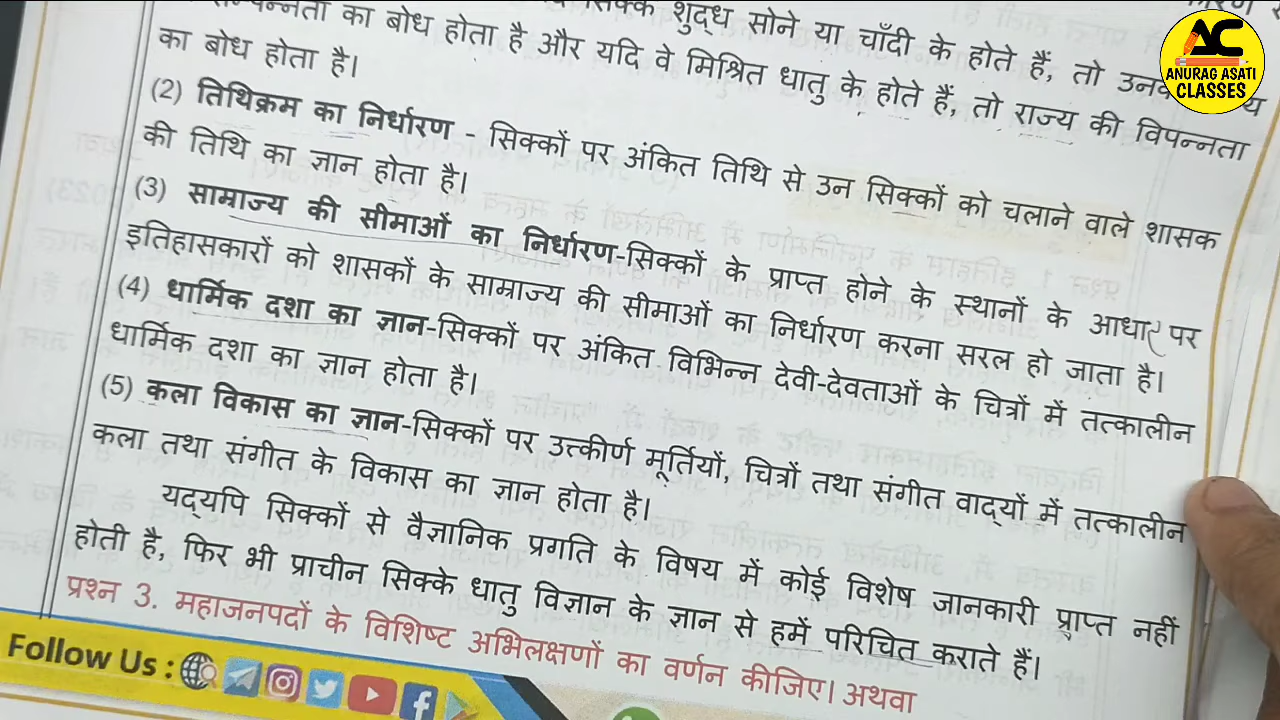 शुद्ध सोने या चाँदी के होते हैं, तो
का बोध होता है और यदि वे मिश्रित धातु के होते हैं, तो राज्य की विपन्नता
का बोध होता है।
(2) तिथिक्रम का निर्धारण - सिक्कों पर अंकित तिथि से उन सिक्कों को चलाने वाले शासक
की तिथि का ज्ञान होता है।
(3) सामाज्य की सीमाओं का निर्धारण-सिक्कों के प्राप्त होने के स्थानों के आधार पर
इतिहासकारों को शासकों के सामाज्य की सीमाओं का निर्धारण करना सरल हो जाता है।
(4) धार्मिक दशा का ज्ञान-सिक्कों पर अंकित विभिन्न देवी-देवताओं के चित्रों में तत्कालीन
धार्मिक दशा का ज्ञान होता है।
(5) कला विकास का ज्ञान-सिक्कों पर उत्कीर्ण मूर्तियों, चित्रों तथा संगीत वाद्यों में तत्कालीन
कला तथा संगीत के विकास का ज्ञान होता है।
यद्यपि सिक्कों से वैज्ञानिक प्रगति के विषय में कोई विशेष जानकारी प्राप्त नहीं
होती है, फिर भी प्राचीन सिक्के धातु विज्ञान के ज्ञान से हमें परिचित कराते हैं।
प्रश्न 3. महाजनपदों के विशिष्ट अभिलक्षणों का वर्णन कीजिए। अथवा
Follow Us :
AC
ANURAG ASATI
CLASSES